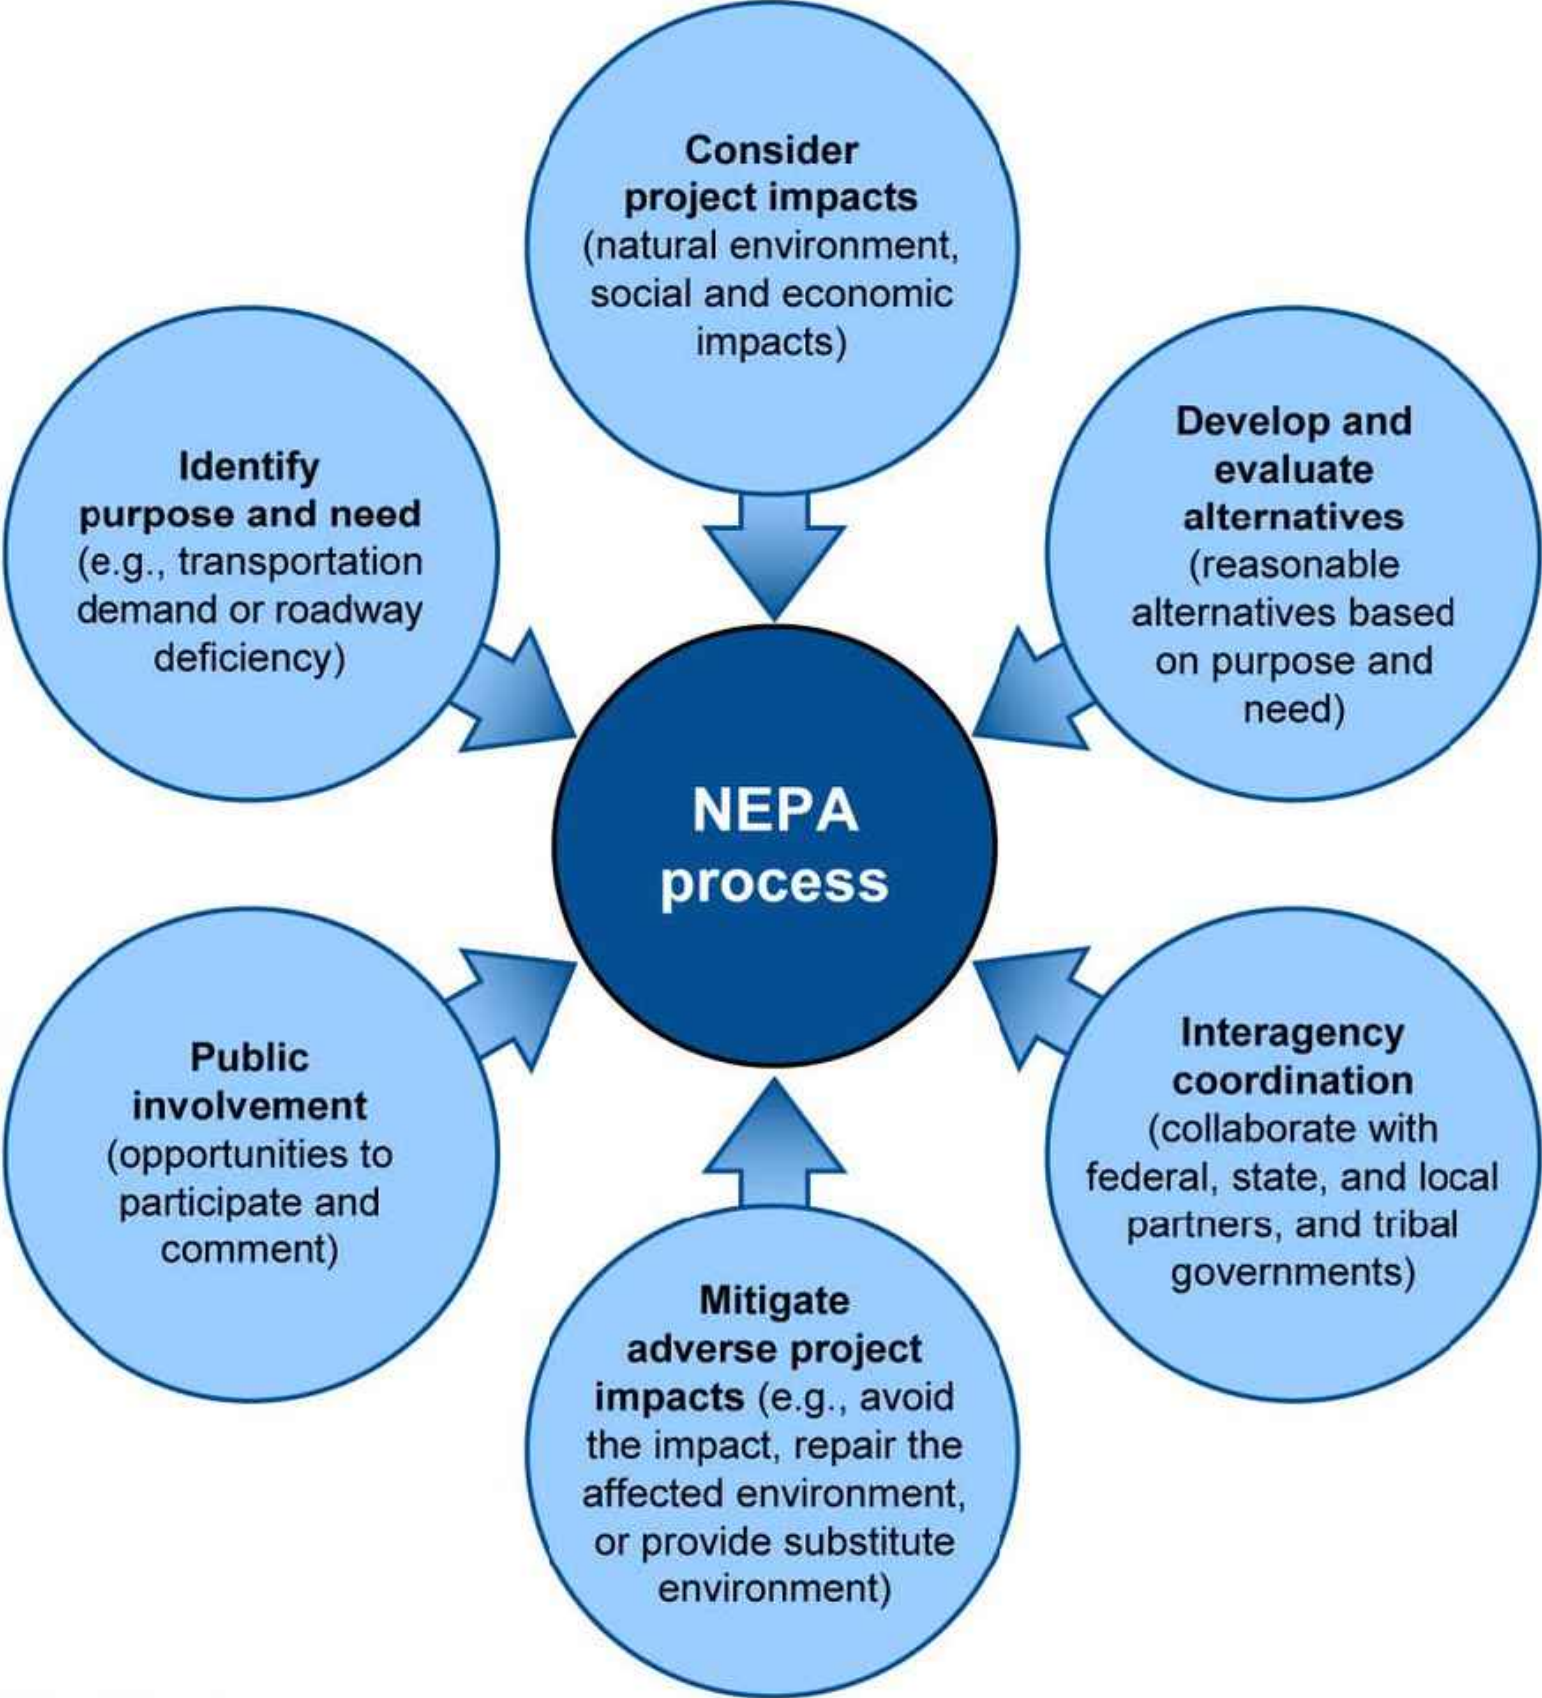 Consider
project impacts
(natural environment,
social and economic
impacts)
Identify
purpose and need
(e.g., transportation
demand or roadway
deficiency)
Develop and
evaluate
alternatives
(reasonable
alternatives based
on purpose and
need)
NEPA
process
Public
involvement
(opportunities to
participate and
comment)
Interagency
coordination
(collaborate with
federal, state, and local
partners, and tribal
governments)
Mitigate
adverse project
impacts (e.g., avoid
the impact, repair the
affected environment,
or provide substitute
environment)